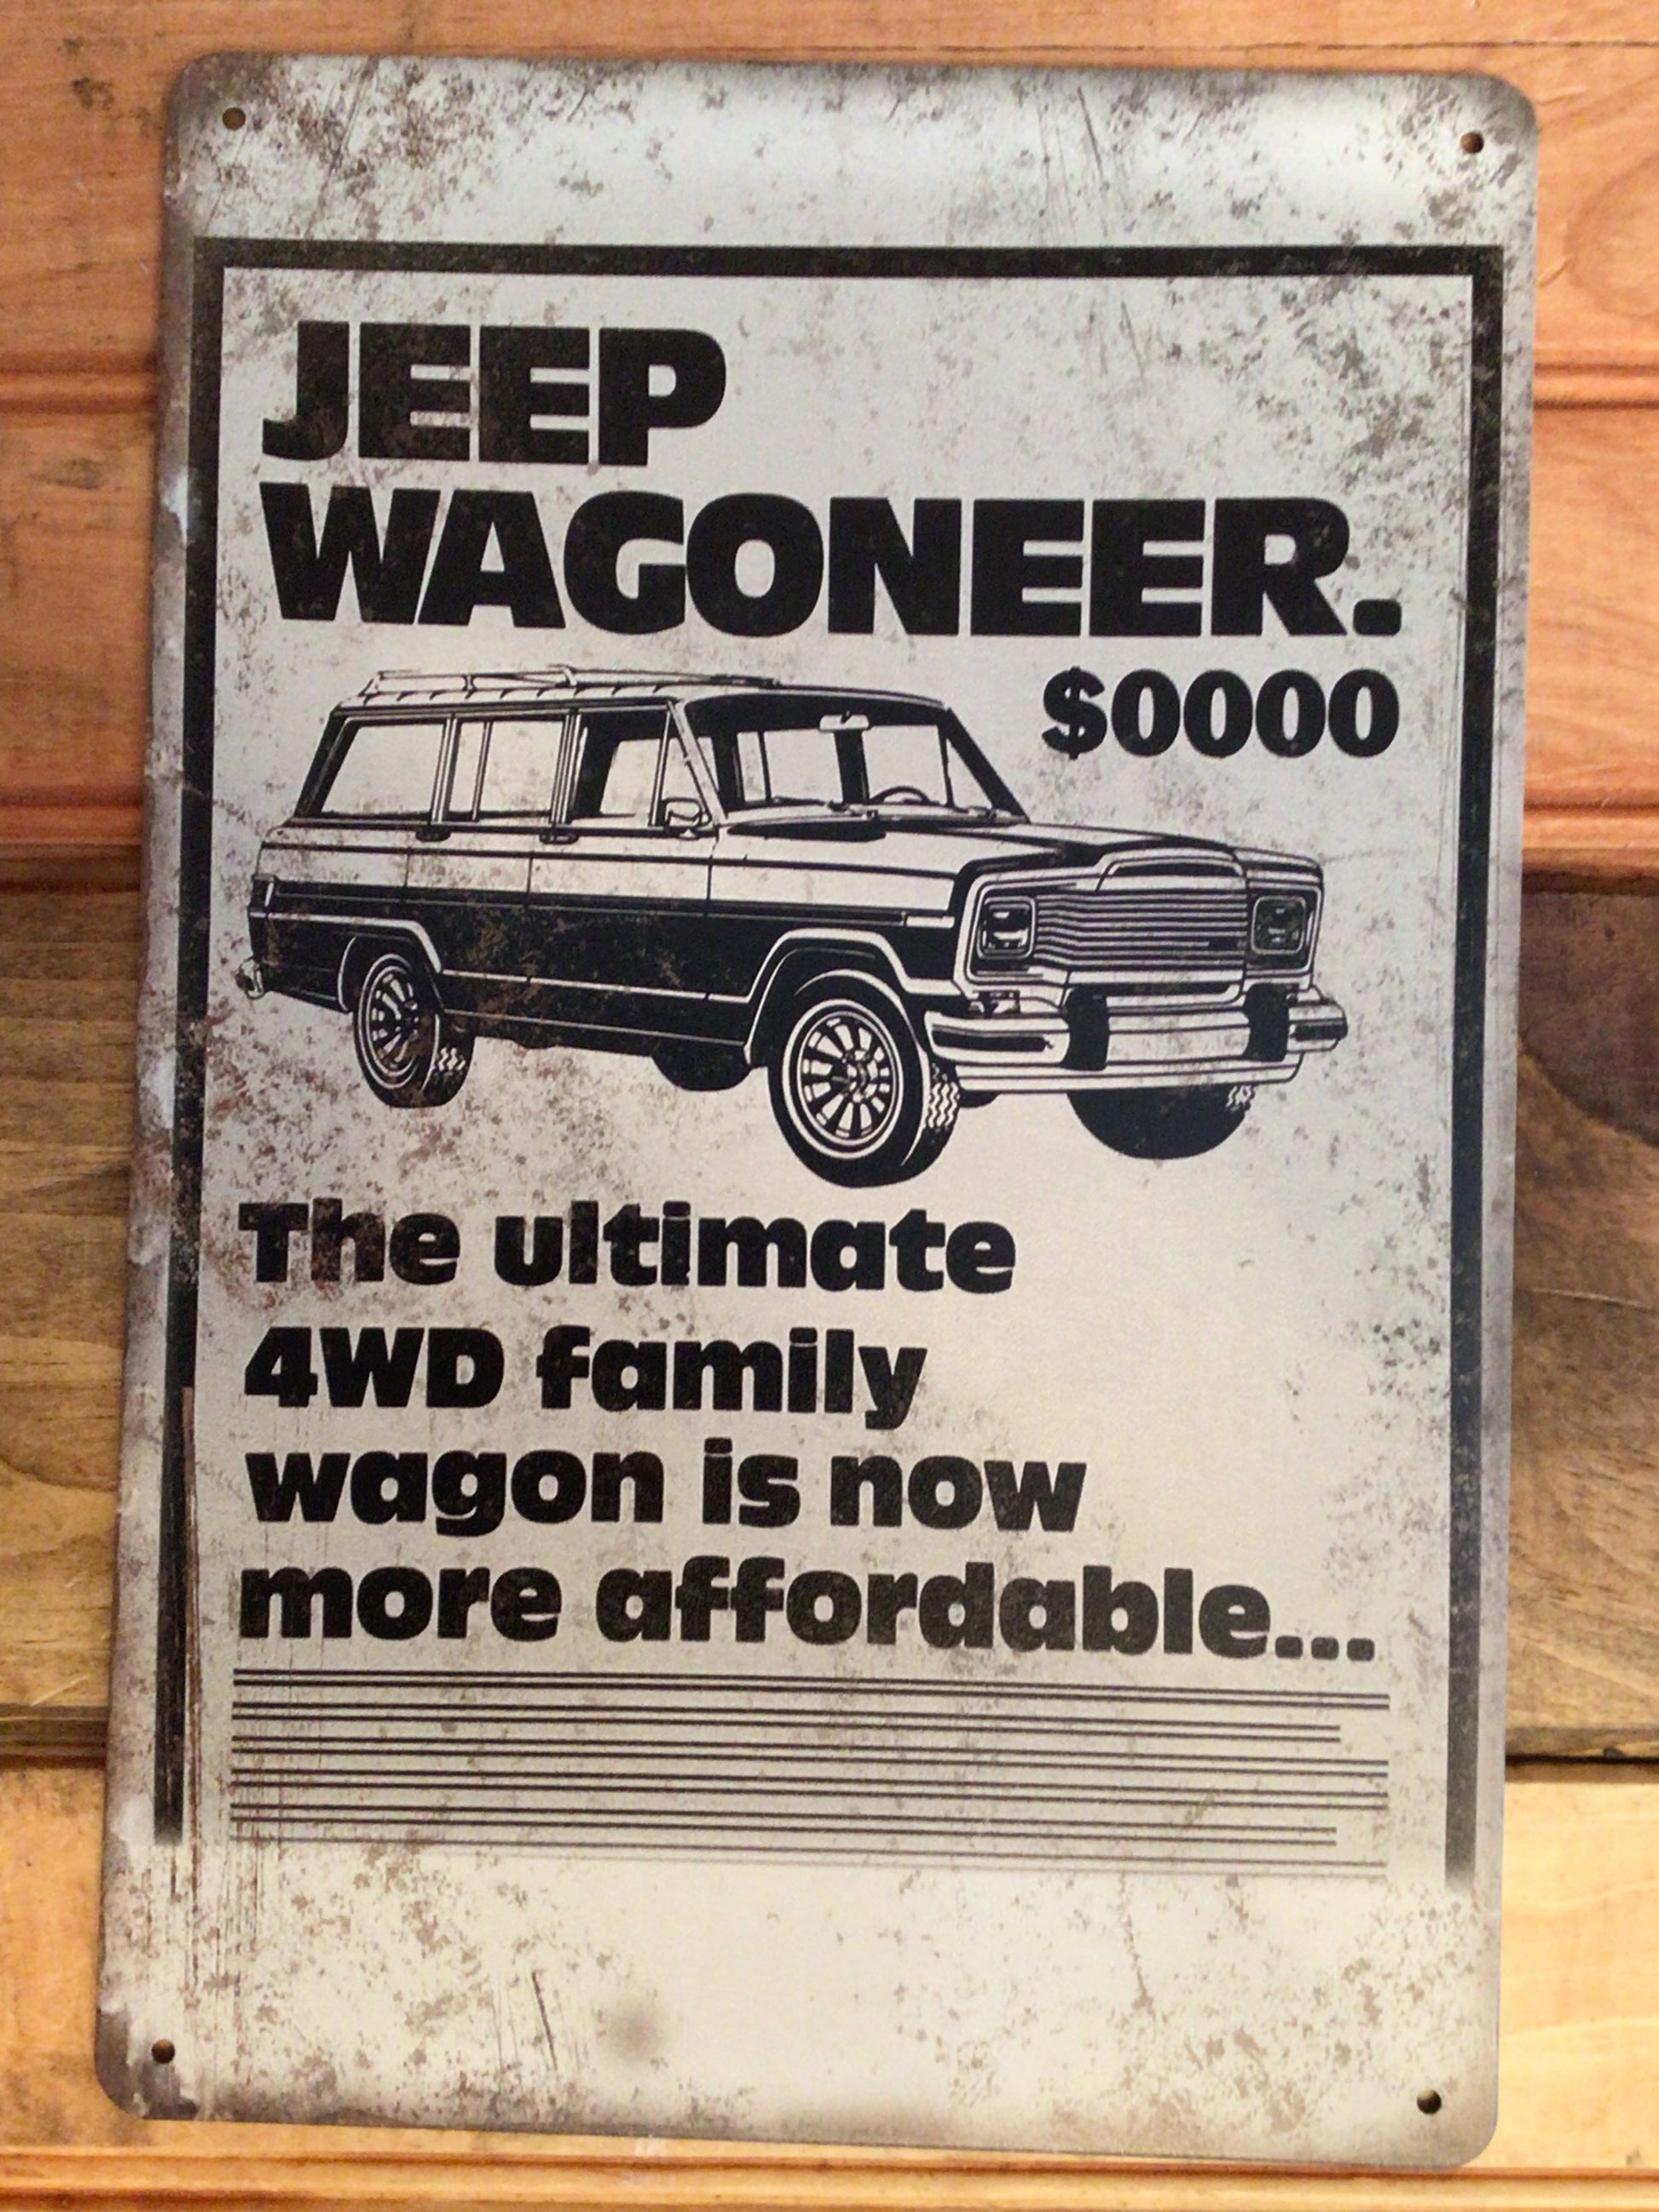 JEEP
WAGONEER.
$0000
The ultimate
4WD family
wagon is now
more affordable...